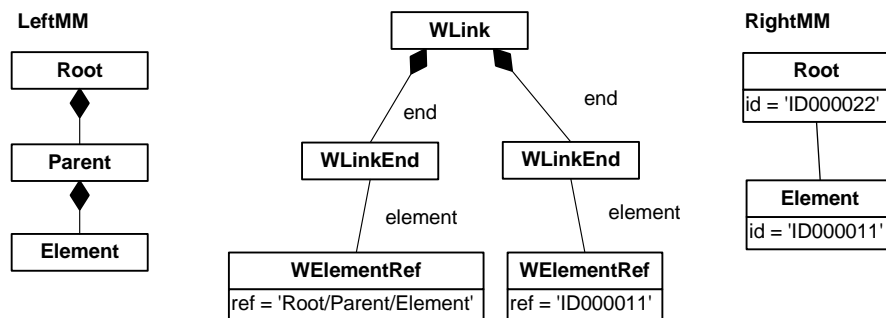 LeftMM
Root
Parent
Element
WLink
end
end
WLinkEnd
WLinkEnd
element
element
WElementRef
ref = 'Root/Parent/Element'
WElementRef
ref = 'ID000011'
RightMM
Root
id = 'ID000022'
Element
id = 'ID000011'